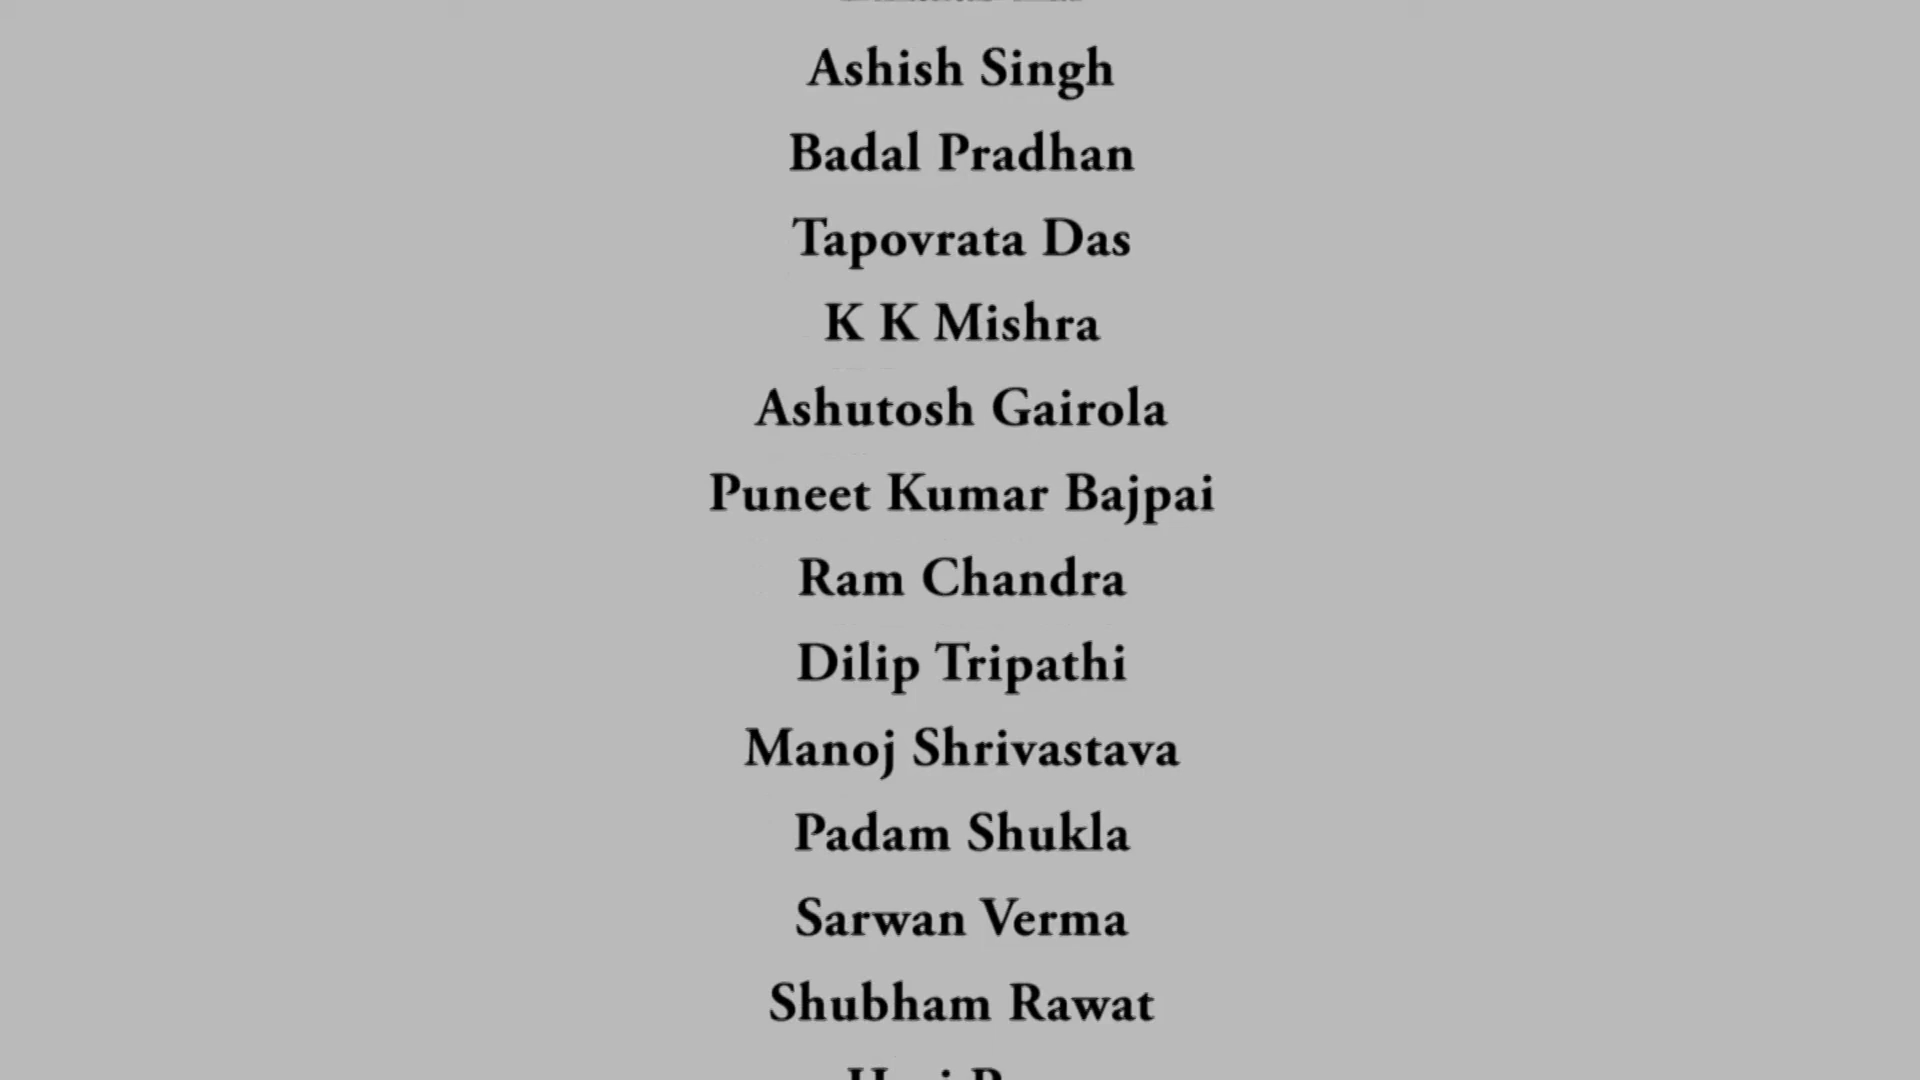 Ashish Singh
Badal Pradhan
Tapovrata Das
K K Mishra
Ashutosh Gairola
Puneet Kumar Bajpai
Ram Chandra
Dilip Tripathi
Manoj Shrivastava
Padam Shukla
Sarwan Verma
Shubham Rawat